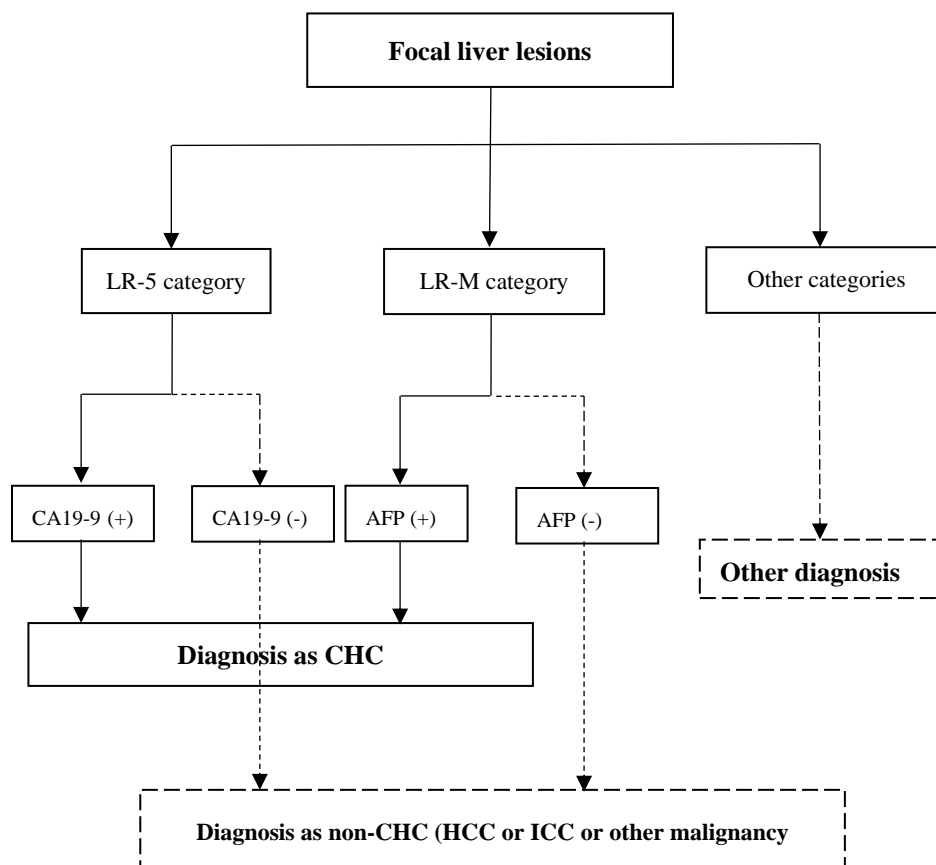 Focal liver lesions
LR-5 category
LR-M category
Other categories
CA19-9 (+)
CA19-9 (-)
AFP (+)
AFP (-)
Other diagnosis
Diagnosis as CHC
Diagnosis as non-CHC (HCC or ICC or other malignancy